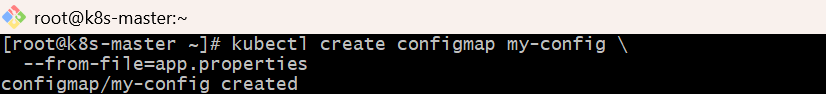 root@k8s-master:~
[root@k8s-master ~]# kubectl create configmap my-config \
  --from-file=app.properties
configmap/my-config created